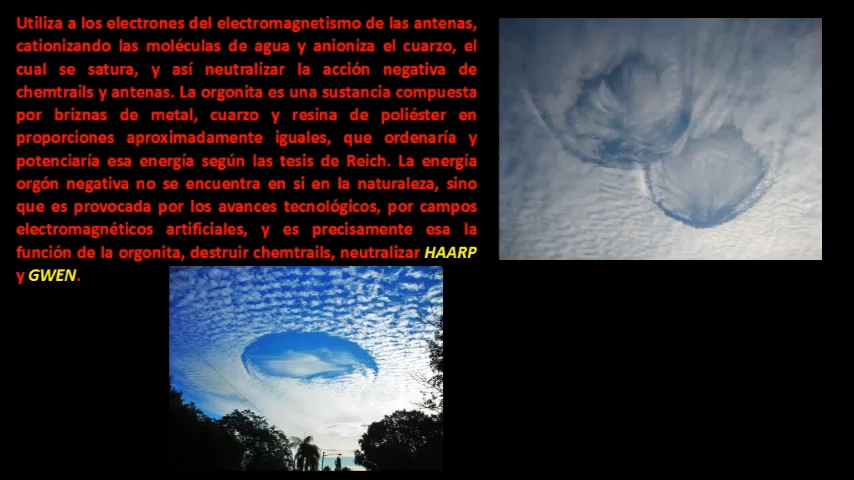 Utiliza a los electrones del electromagnetismo de las antenas,
cationizando las moléculas de agua y anioniza el cuarzo, el
cual se satura, y así neutralizar la acción negativa de
chemtrails y antenas. La orgonita es una sustancia compuesta
por briznas de metal, cuarzo y resina de poliéster en
proporciones aproximadamente iguales, que ordenaría y
potenciaría esa energía según las tesis de Reich. La energía
orgón negativa no se encuentra en si en la naturaleza, sino
que es provocada por los avances tecnológicos, por campos
electromagnéticos artificiales, y es precisamente esa la
función de la orgonita, destruir chemtrails, neutralizar HAARP
y GWEN.